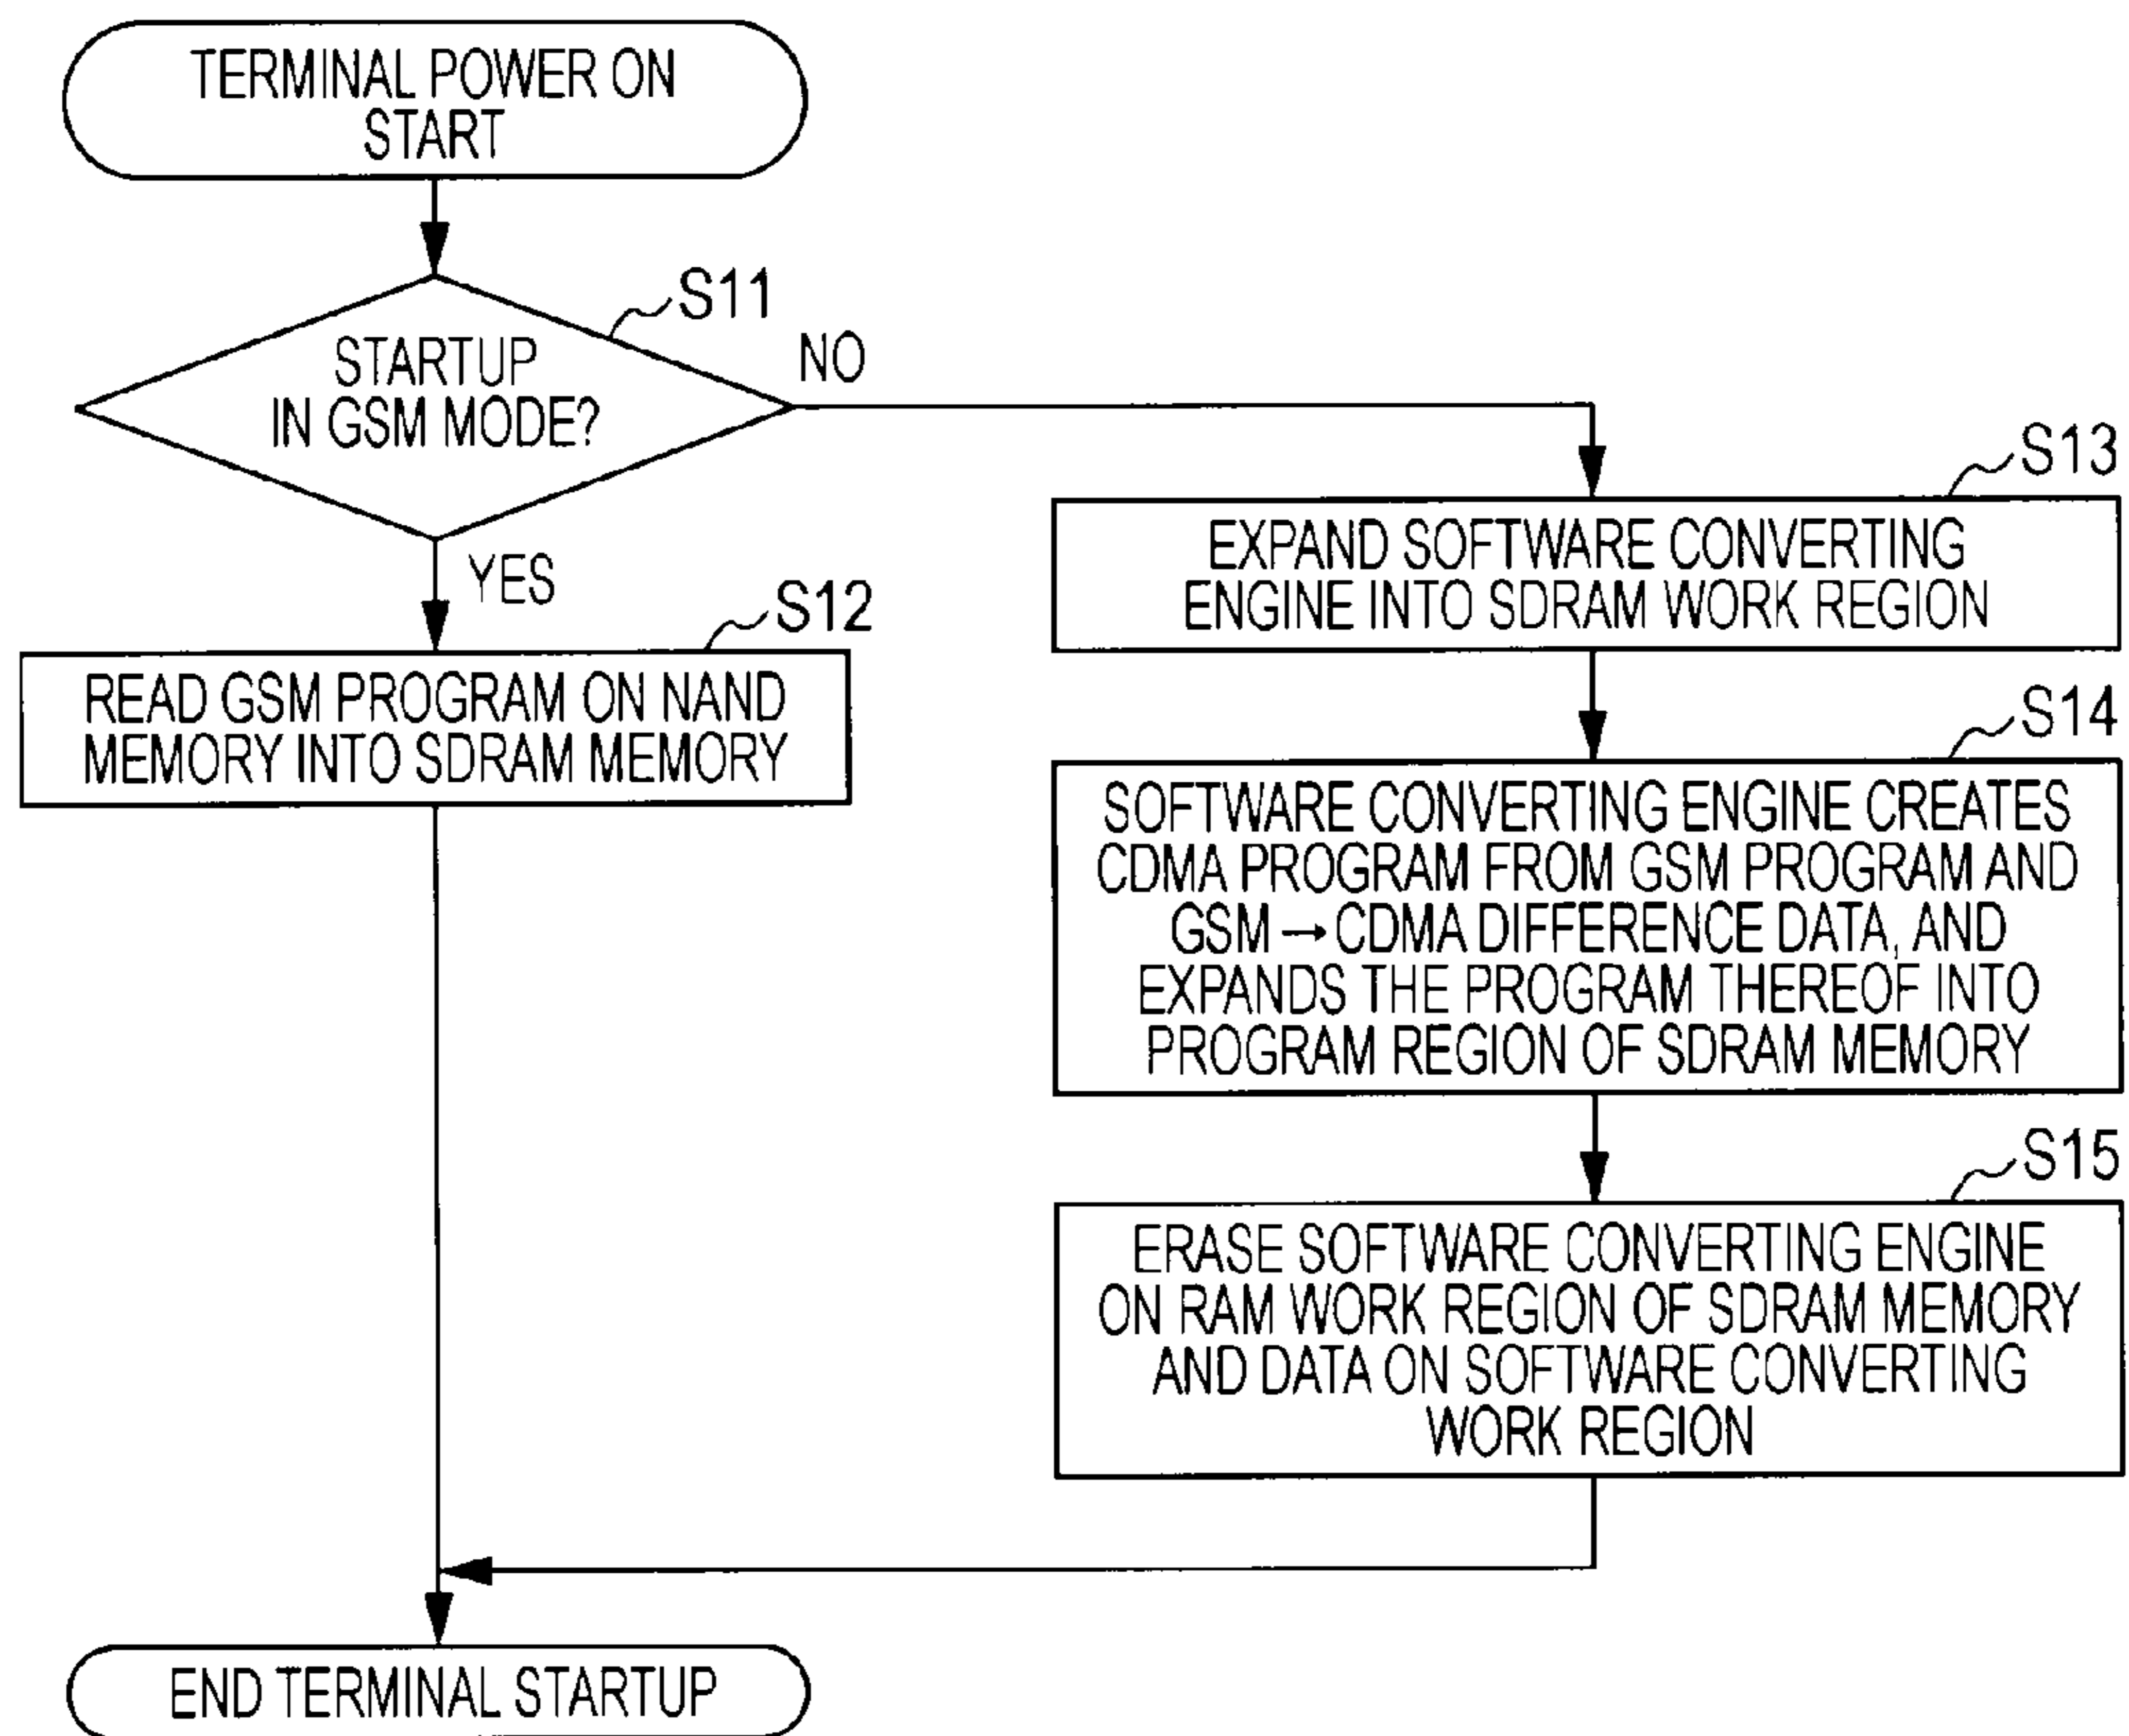 TERMINAL POWER ON
START
S11
STARTUP
IN GSM MODE?
NO
YES
S12
READ GSM PROGRAM ON NAND
MEMORY INTO SDRAM MEMORY
S13
EXPAND SOFTWARE CONVERTING
ENGINE INTO SDRAM WORK REGION
S14
SOFTWARE CONVERTING ENGINE CREATES
CDMA PROGRAM FROM GSM PROGRAM AND
GSM → CDMA DIFFERENCE DATA, AND
EXPANDS THE PROGRAM THEREOF INTO
PROGRAM REGION OF SDRAM MEMORY
S15
ERASE SOFTWARE CONVERTING ENGINE
ON RAM WORK REGION OF SDRAM MEMORY
AND DATA ON SOFTWARE CONVERTING
WORK REGION
END TERMINAL STARTUP